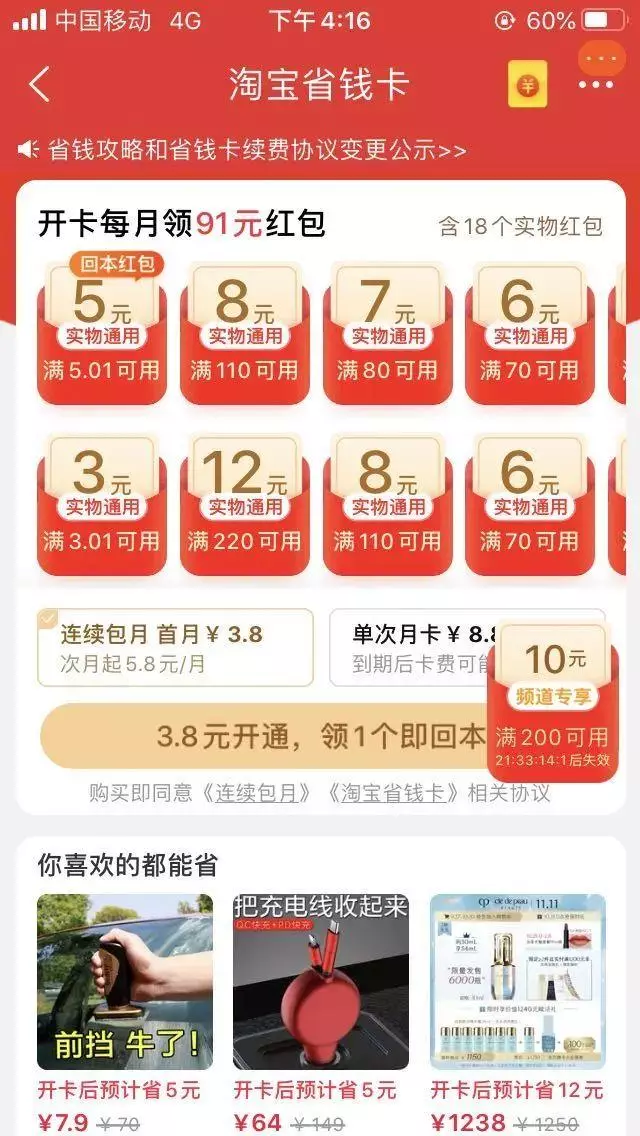 中国移动 4G 下午4:16 60%
淘宝省钱卡
省钱攻略和省钱卡续费协议变更公示>>
开卡每月领91元红包 含18个实物红包
回本红包
5元 8元 7元 6元
实物通用 实物通用 实物通用 实物通用
满5.01可用 满110可用 满80可用 满70可用
3元 12元 8元 6元
实物通用 实物通用 实物通用 实物通用
满3.01可用 满220可用 满110可用 满70可用
连续包月 首月¥3.8 单次月卡¥8.8
次月起5.8元/月 到期后卡费可能
10元
频道专享
满200可用
21:33:14:1后失效
3.8元开通，领1个即回本
购买即同意《连续包月》《淘宝省钱卡》相关协议
你喜欢的都能省
前挡 牛了!
把充电线收起来
QC快充+PD快充
clé de peau 11.11
BEAUTÉ
"限量发售
6000瓶"
开卡后预计省5元 开卡后预计省5元 开卡后预计省12元
¥7.9 ¥70 ¥64 ¥149 ¥1238 ¥1250